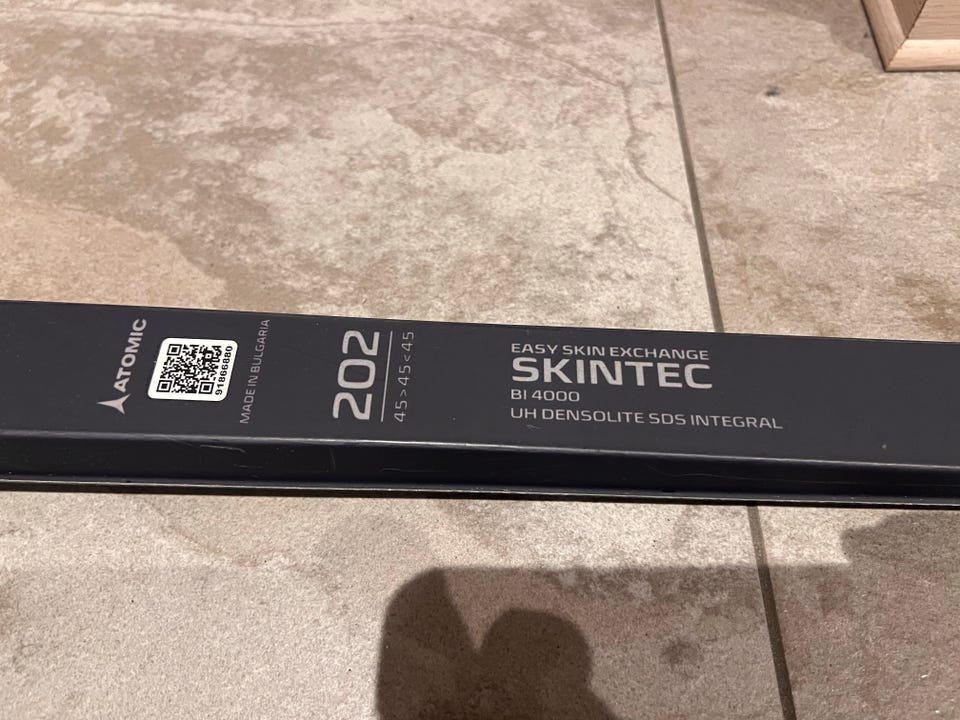 ATOMIC
91866880
MADE IN BULGARIA
202
45>45<45
EASY SKIN EXCHANGE
SKINTEC
BI 4000
UH DENSOLITE SDS INTEGRAL